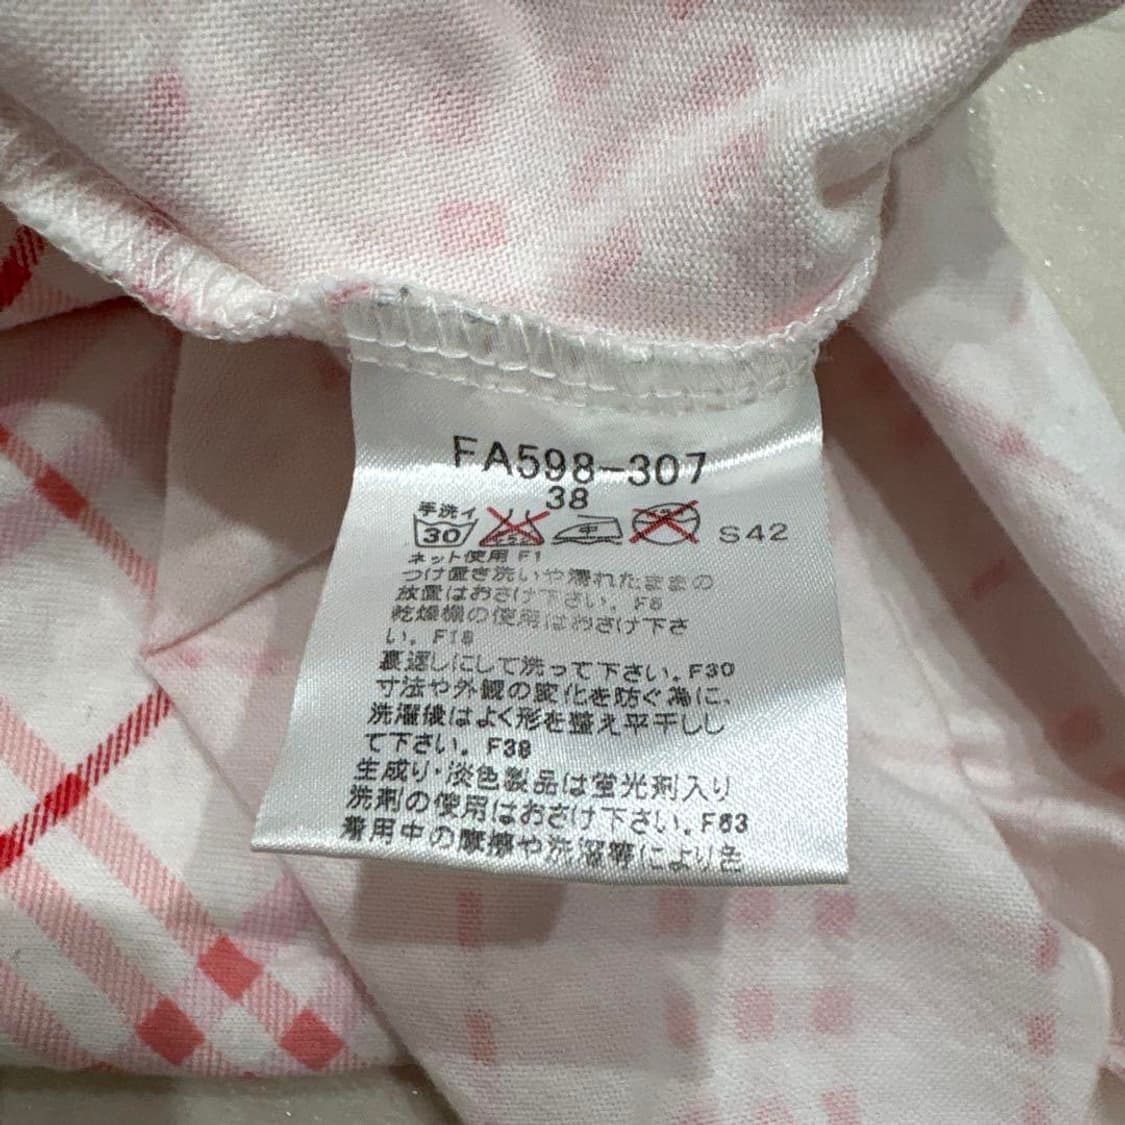 FA598-307
38
手洗イ
30 中 S42
ネット使用 F1
つけ置き洗いや濡れたままの
放置はおさけ下さい。F5
乾燥機の使用はおさけ下さ
い。F18
裏返しにして洗って下さい。F30
寸法や外観の変化を防ぐ為に、
洗濯後はよく形を整え平干しし
て下さい。F38
生成り・淡色製品は蛍光剤入り
洗剤の使用はおさけ下さい。F63
着用中の摩擦や洗濯等により色